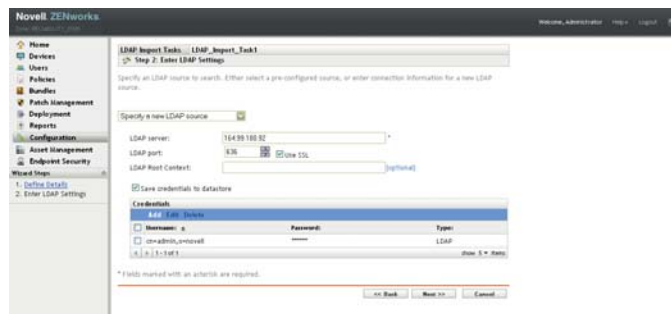 Novell ZENworks
Welcome, Administrator Help Logout
Home
Devices
Users
Policies
Bundles
Patch Management
Deployment
Reports
Configuration
Asset Management
Endpoint Security
Wizard Steps
1. Define Details
2. Enter LDAP Settings
LDAP Import Tasks LDAP_Import_Task1
Step 2: Enter LDAP Settings
Specify an LDAP source to search. Either select a pre-configured source, or enter connection information for a new LDAP
source.
Specify a new LDAP source
LDAP server: 164.99.180.92 *
LDAP port: 636 Use SSL
LDAP Root Context: (optional)
Save credentials to datastore
Credentials
Add Edit Delete
Username: Password: Type:
cn=admin,o=novell ****** LDAP
1 - 1 of 1 show 5 items
* Fields marked with an asterisk are required.
<< Back Next >> Cancel